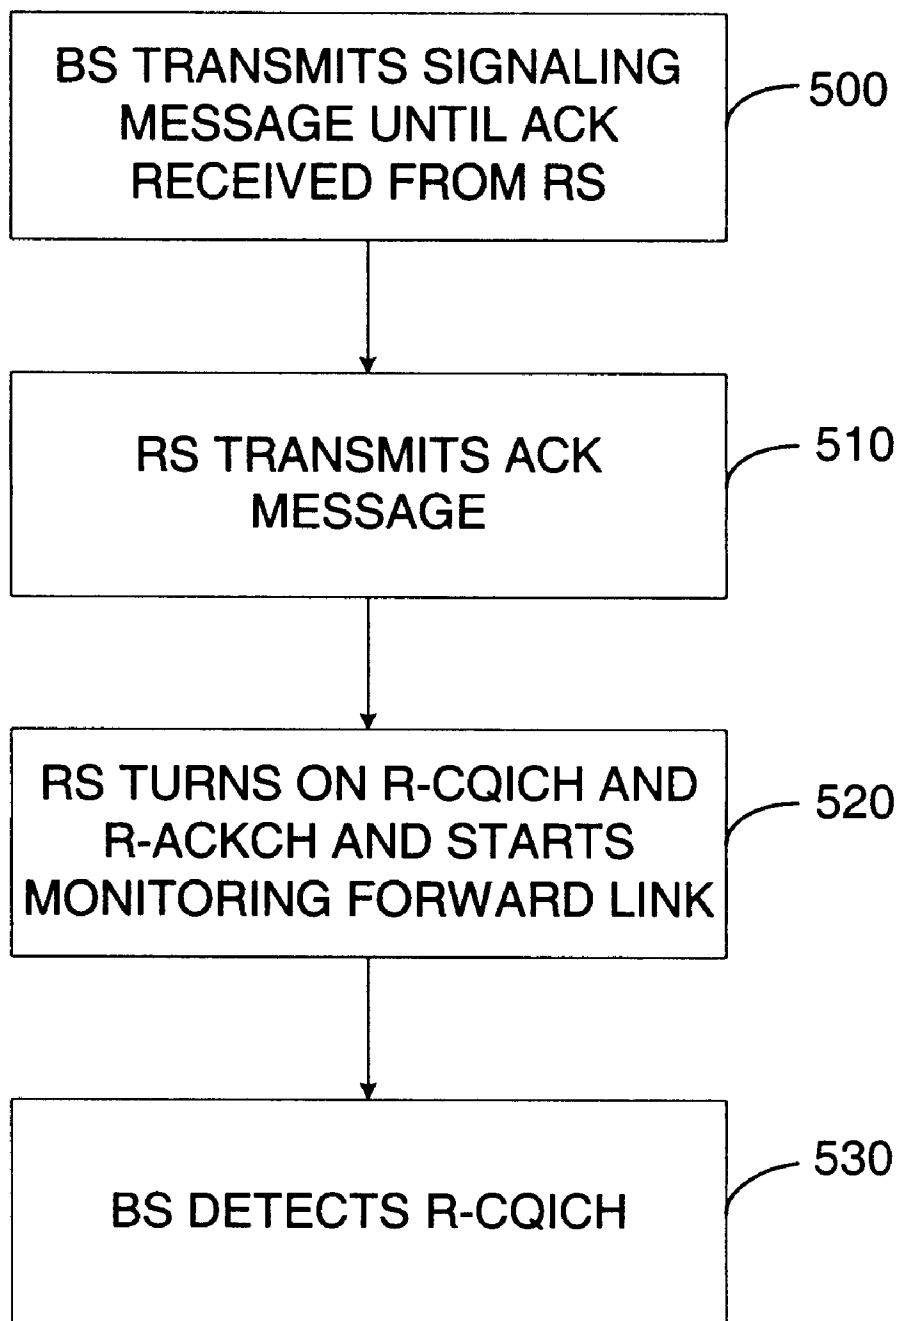 BS TRANSMITS SIGNALING
MESSAGE UNTIL ACK
RECEIVED FROM RS
500
RS TRANSMITS ACK
MESSAGE
510
RS TURNS ON R-CQICH AND
R-ACKCH AND STARTS
MONITORING FORWARD LINK
520
BS DETECTS R-CQICH
530